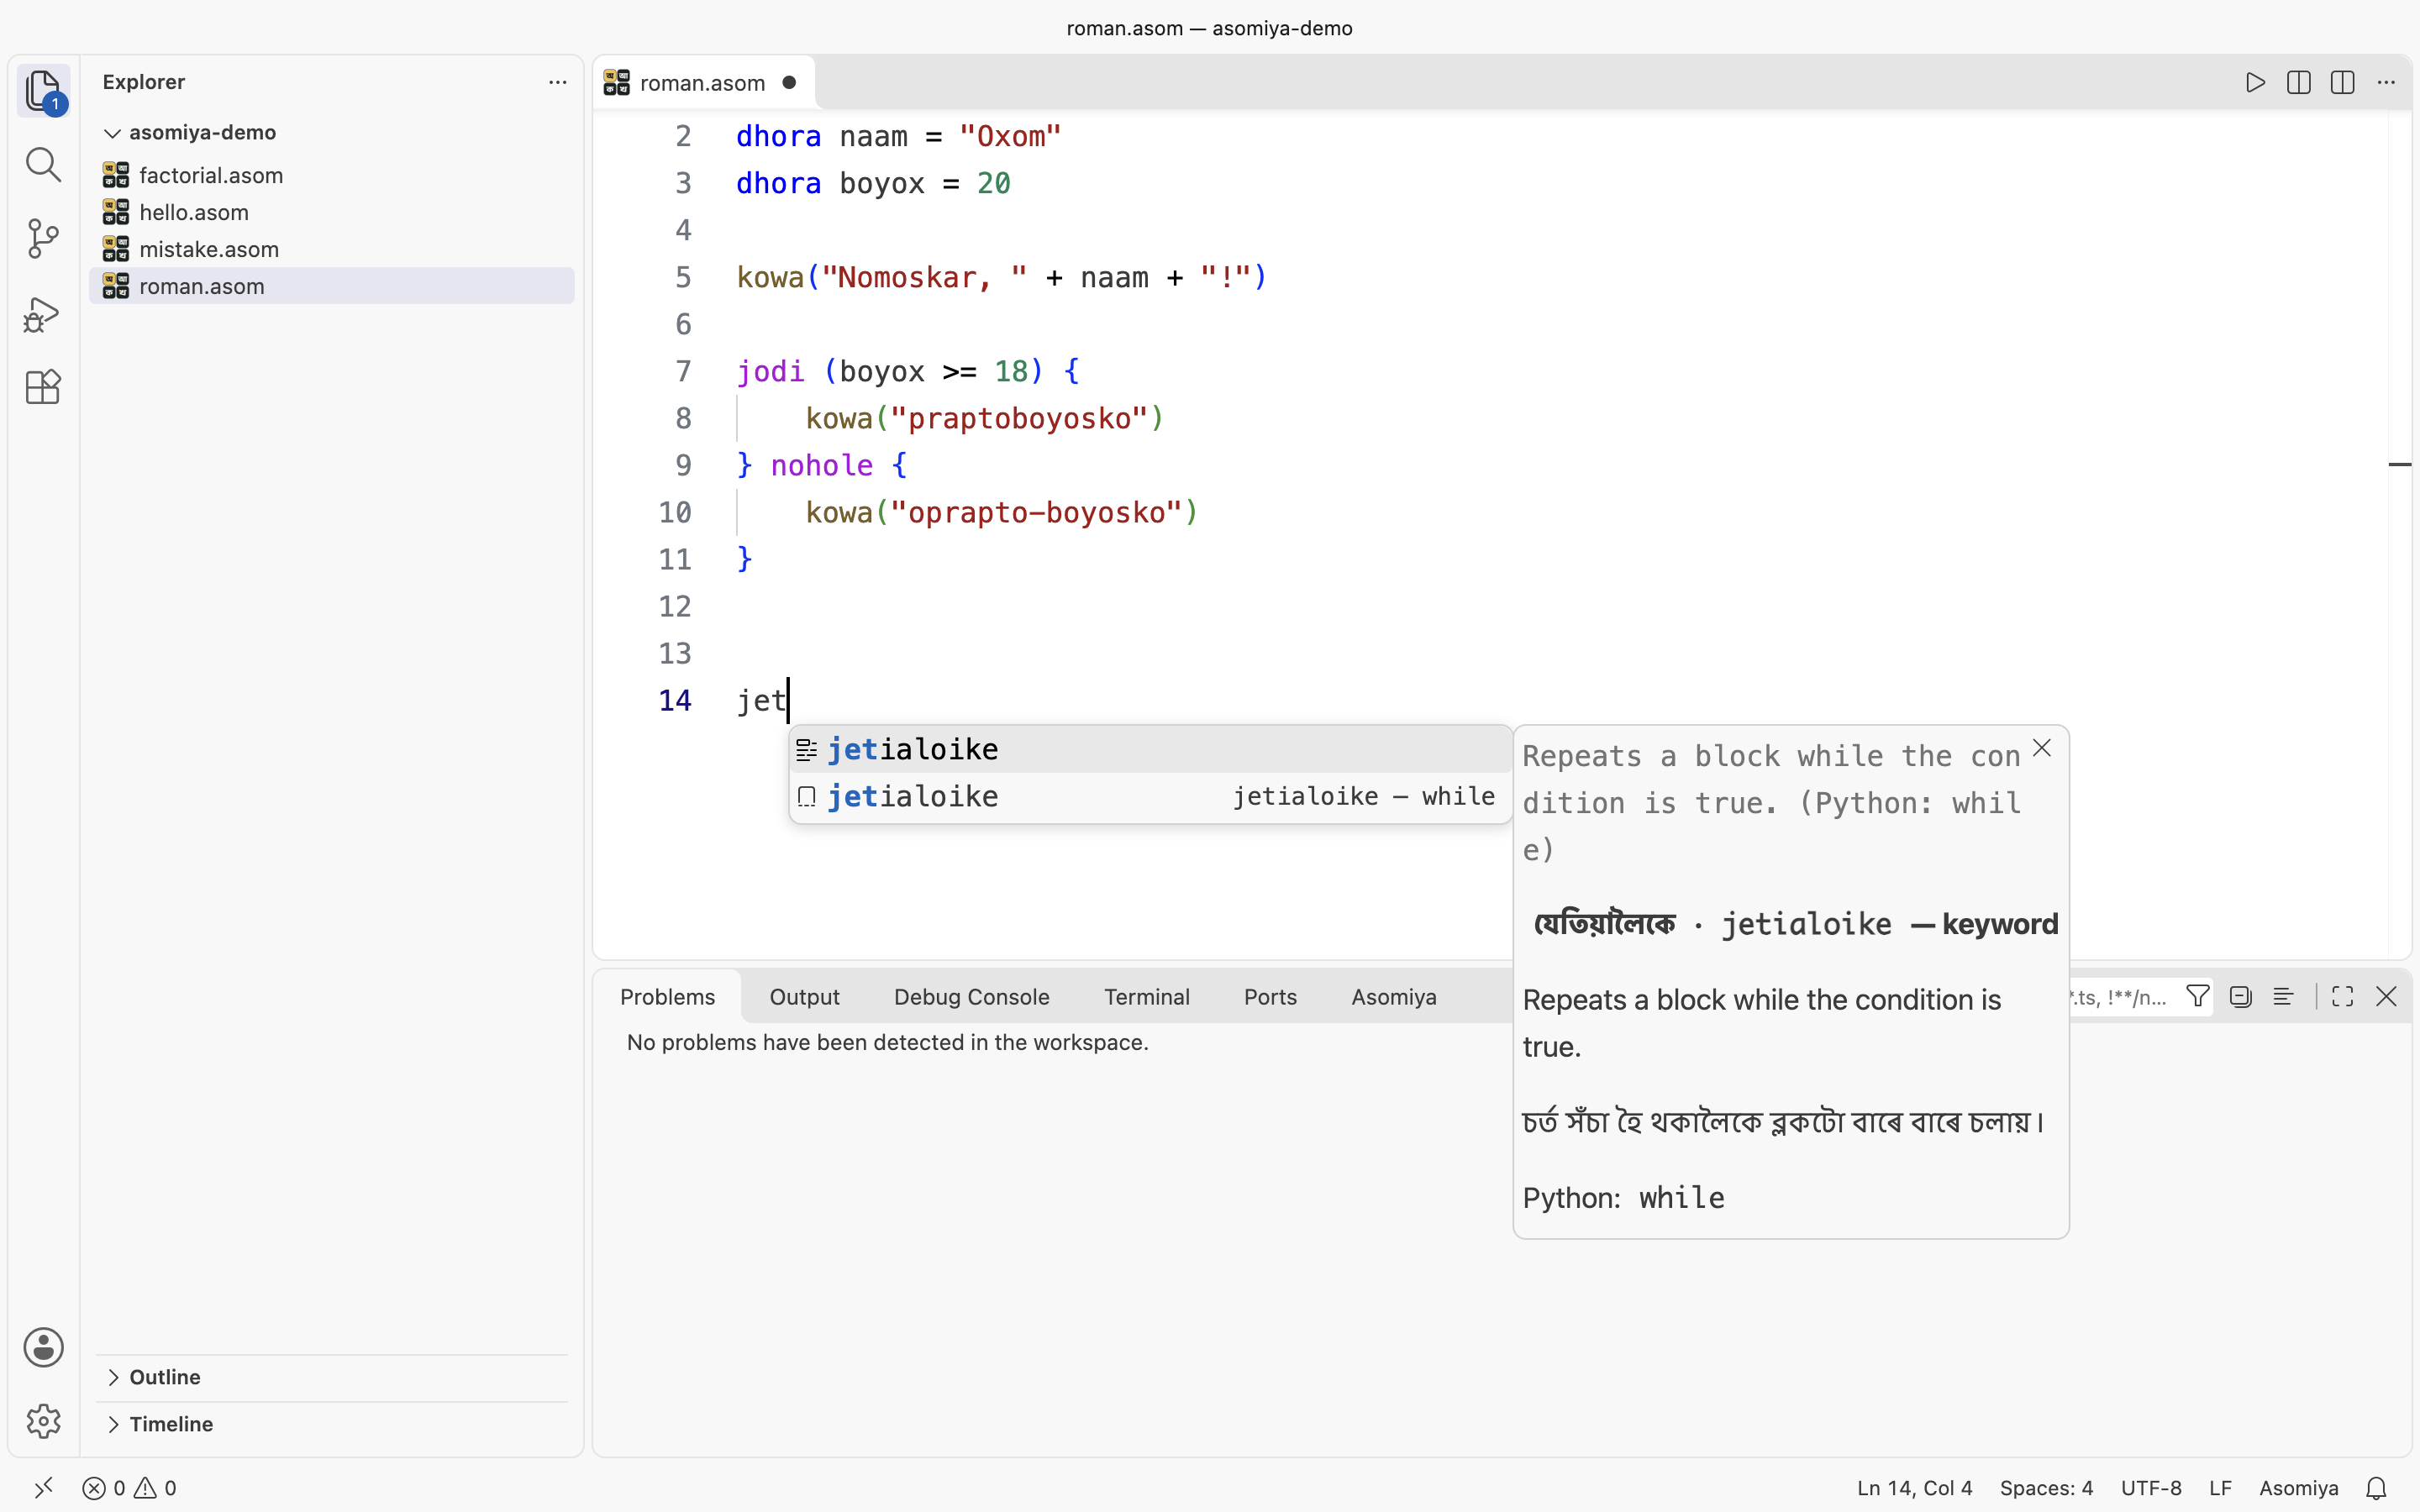 roman.asom — asomiya-demo
Explorer
1
asomiya-demo
factorial.asom
hello.asom
mistake.asom
roman.asom
Outline
Timeline
roman.asom
2 dhora naam = "Oxom"
3 dhora boyox = 20
4
5 kowa("Nomoskar, " + naam + "!")
6
7 jodi (boyox >= 18) {
8 kowa("praptoboyosko")
9 } nohole {
10 kowa("oprapto-boyosko")
11 }
12
13
14 jet
jetialoike
jetialoike jetialoike — while
Repeats a block while the con
dition is true. (Python: whil
e)
যেতিয়ালৈকে · jetialoike — keyword
Repeats a block while the condition is
true.
চৰ্ত সঁচা হৈ থকালৈকে ব্লকটো বাৰে বাৰে চলায়।
Python: while
Problems Output Debug Console Terminal Ports Asomiya
.ts, !**/n...
No problems have been detected in the workspace.
0 0
Ln 14, Col 4 Spaces: 4 UTF-8 LF Asomiya